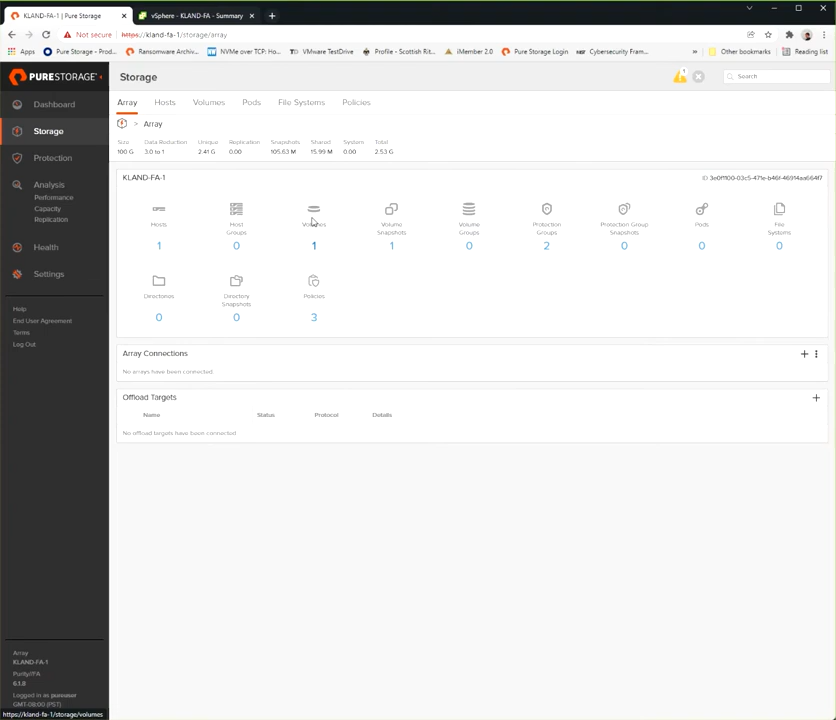 KLAND-FA-1 | Pure Storage
vSphere - KLAND-FA - Summary
Not secure
https://kland-fa-1/storage/array
Apps
Pure Storage - Prod...
Ransomware Archiv...
NVMe over TCP: Ho...
VMware TestDrive
Profile - Scottish Rit...
iMember 2.0
Pure Storage Login
Cybersecurity Fram...
»
Other bookmarks
Reading list
PURESTORAGE
Storage
1
Search
Dashboard
Storage
Protection
Analysis
Performance
Capacity
Replication
Health
Settings
Help
End User Agreement
Terms
Log Out
Array Hosts Volumes Pods File Systems Policies
> Array
Size Data Reduction Unique Replication Snapshots Shared System Total
100 G 3.0 to 1 2.41 G 0.00 105.63 M 15.99 M 0.00 2.53 G
KLAND-FA-1
ID 3e0f1100-03c5-471e-b46f-46914aa664f7
Hosts
1
Host Groups
0
Volumes
1
Volume Snapshots
1
Volume Groups
0
Protection Groups
2
Protection Group Snapshots
0
Pods
0
File Systems
0
Directories
0
Directory Snapshots
0
Policies
3
Array Connections
No arrays have been connected.
Offload Targets
Name Status Protocol Details
No offload targets have been connected
Array
KLAND-FA-1
Purity//FA
6.1.8
Logged in as pureuser
GMT-08:00 (PST)
https://kland-fa-1/storage/volumes